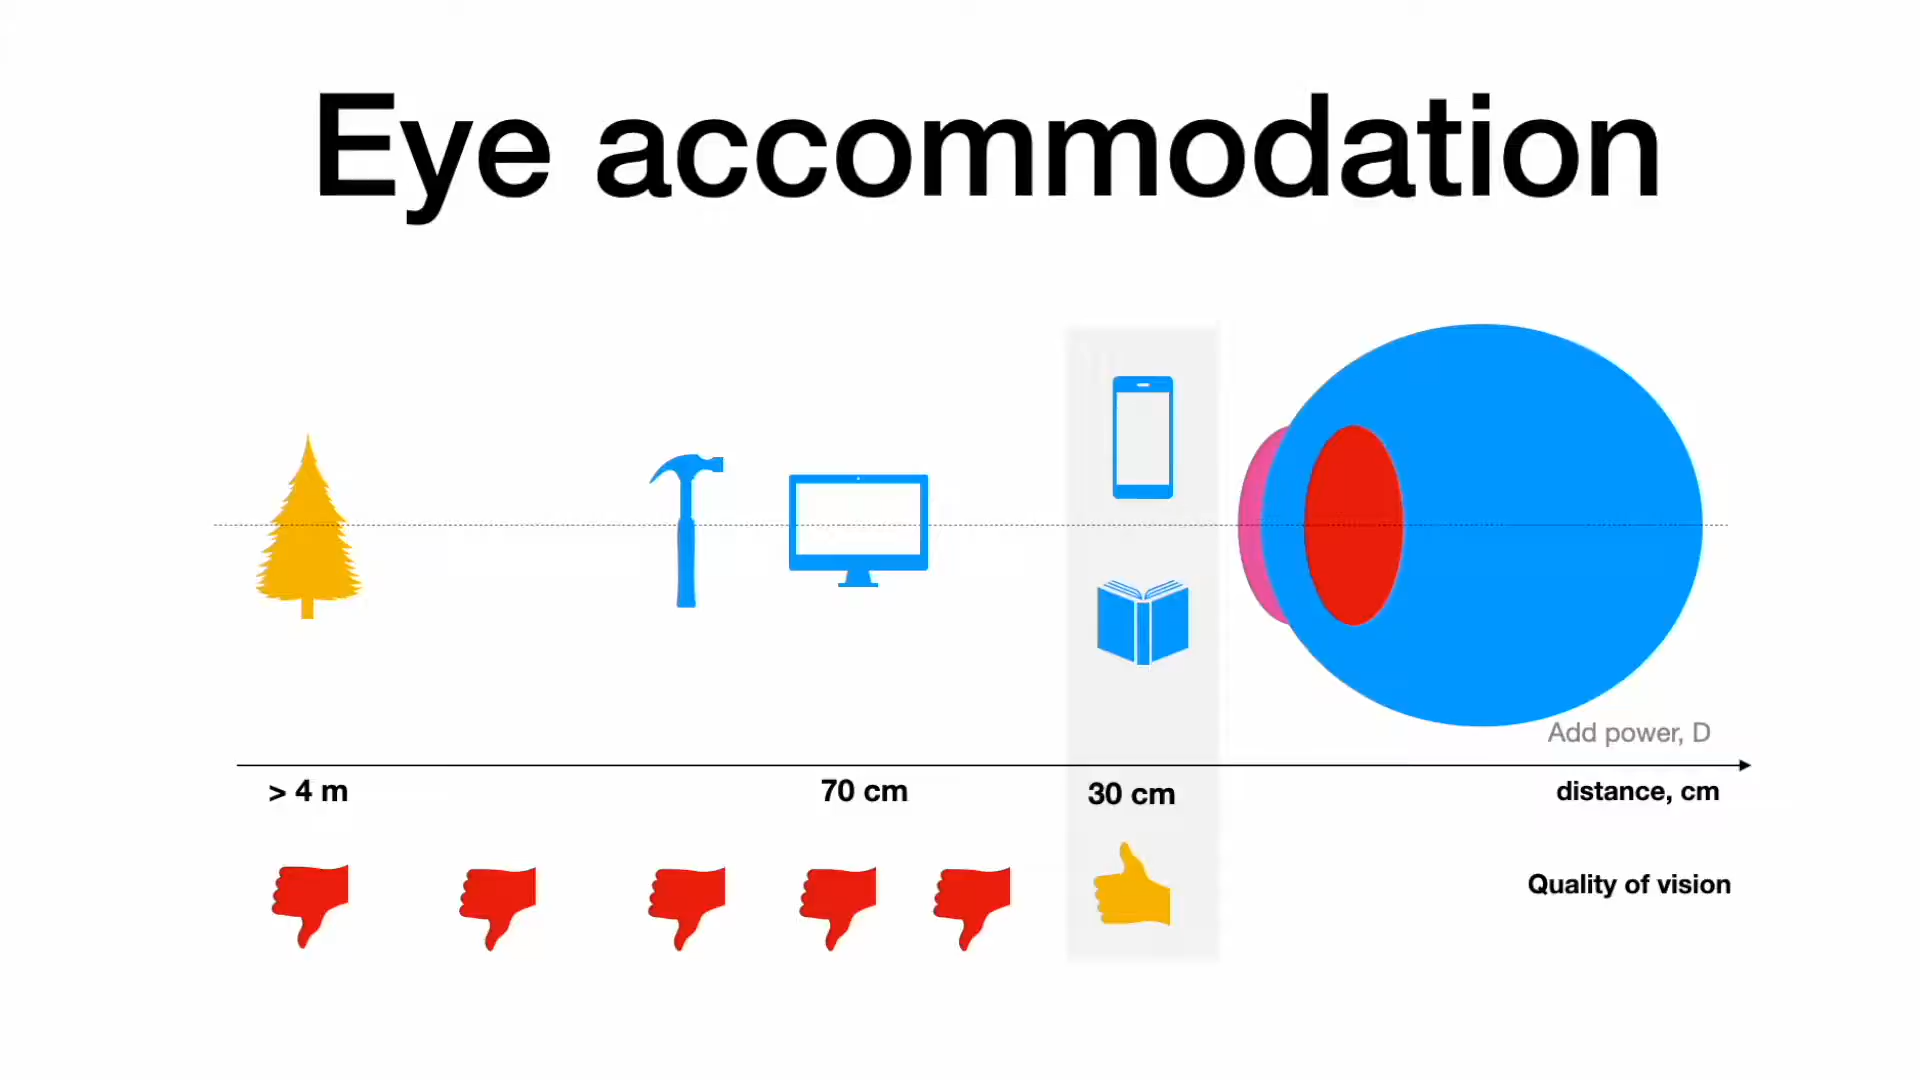 Eye accommodation
Add power, D
> 4 m
70 cm
30 cm
distance, cm
Quality of vision